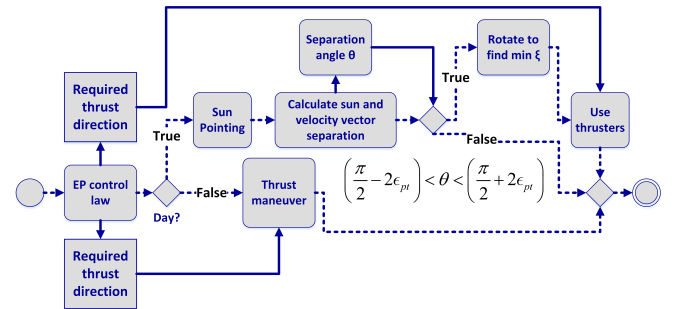 Separation
angle θ
Rotate to
find min ξ
True
Required
thrust
direction
Sun
Pointing
Calculate sun and
velocity vector
separation
Use
thrusters
True
False
EP control
law
False
Day?
Thrust
maneuver
(π/2 − 2ϵ_pt) < θ < (π/2 + 2ϵ_pt)
Required
thrust
direction